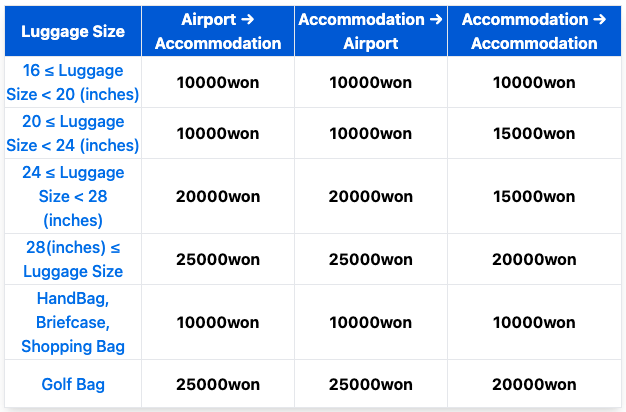 Luggage Size
Airport →
Accommodation
Accommodation →
Airport
Accommodation →
Accommodation
16 ≤ Luggage
Size < 20 (inches)
10000won
10000won
10000won
20 ≤ Luggage
Size < 24 (inches)
10000won
10000won
15000won
24 ≤ Luggage
Size < 28
(inches)
20000won
20000won
15000won
28(inches) ≤
Luggage Size
25000won
25000won
20000won
HandBag,
Briefcase,
Shopping Bag
10000won
10000won
10000won
Golf Bag
25000won
25000won
20000won